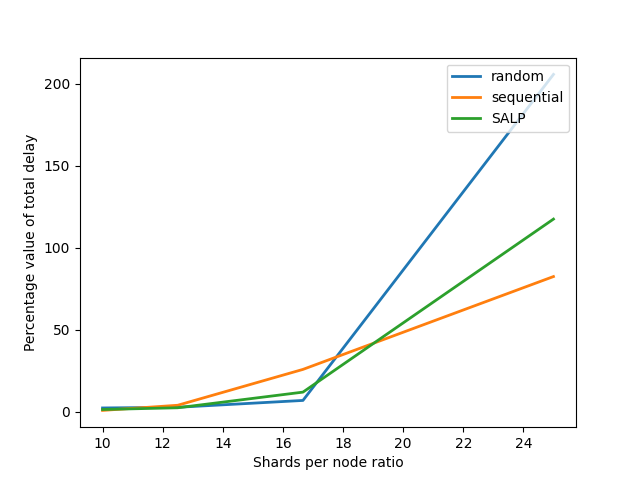 random
sequential
SALP
200
150
100
50
0
Percentage value of total delay
10 12 14 16 18 20 22 24
Shards per node ratio